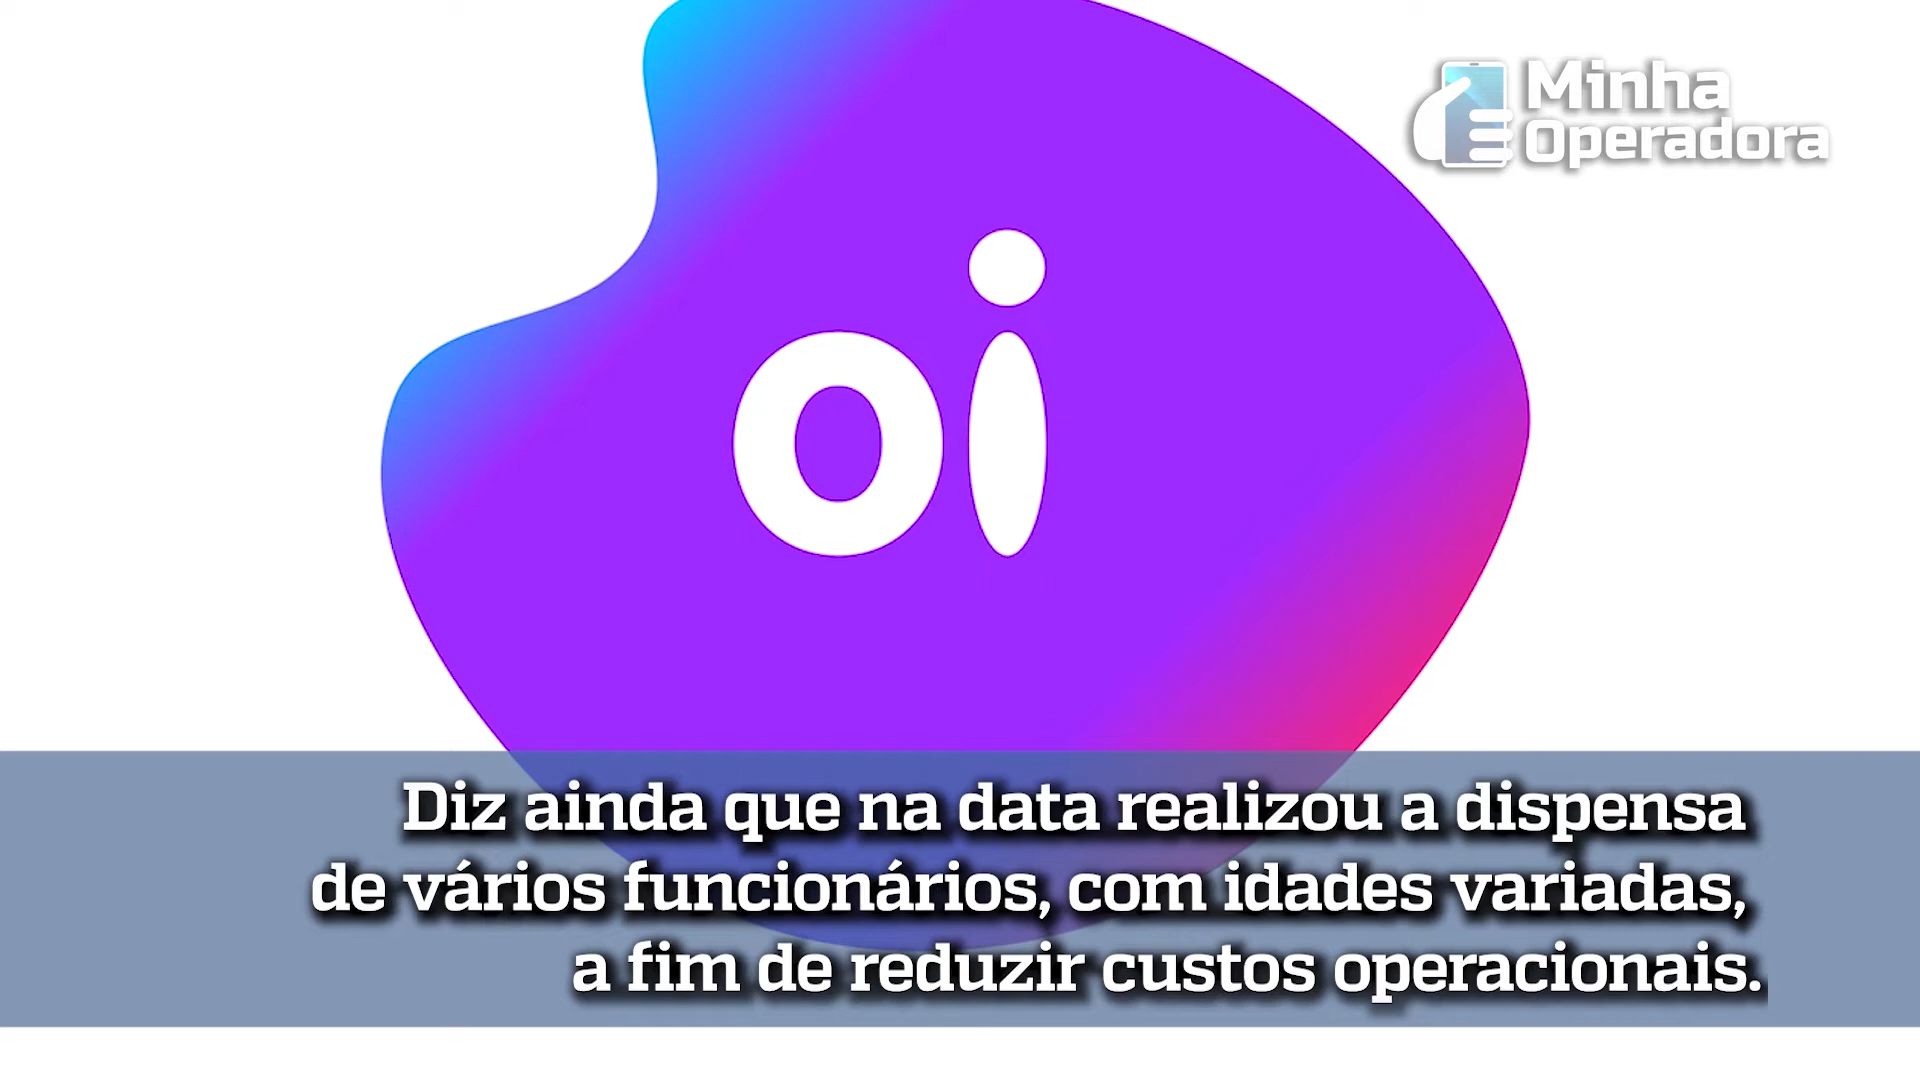 Minha
Operadora
oi
Diz ainda que na data realizou a dispensa
de vários funcionários, com idades variadas,
a fim de reduzir custos operacionais.